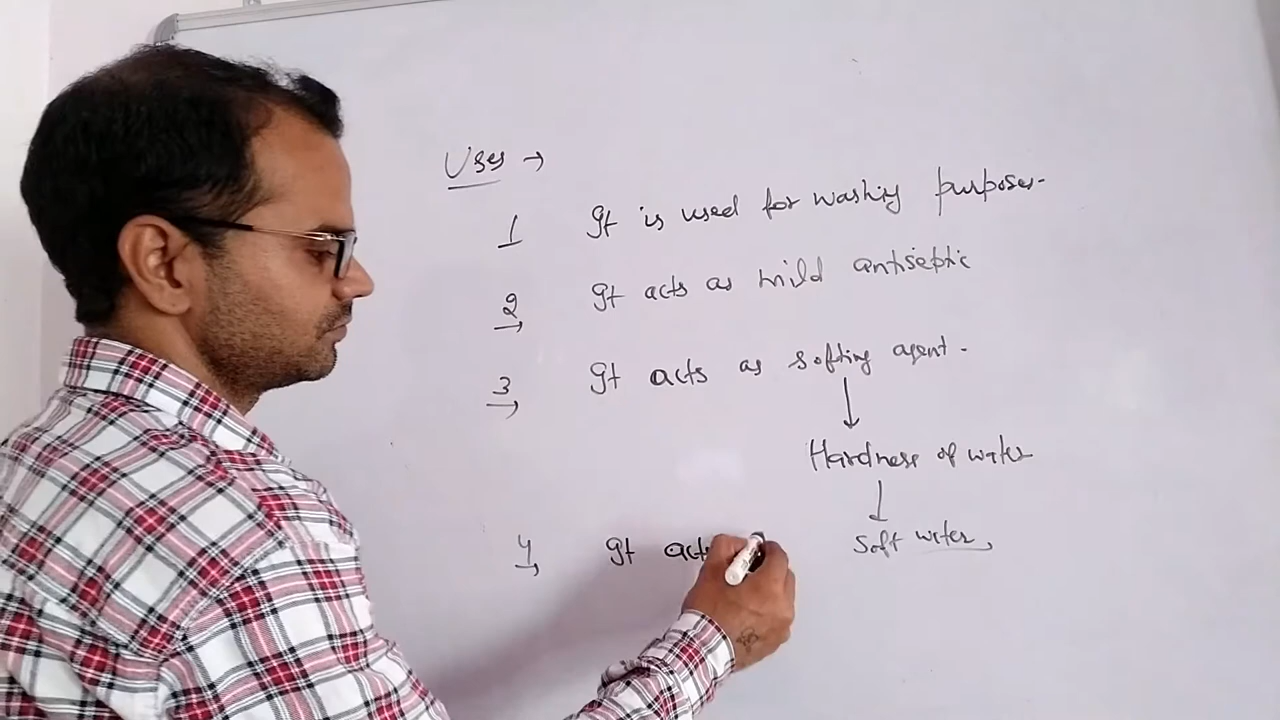 Uses →
1 It is used for washing purposes.
2 It acts as mild antiseptic
3 It acts as softing agent.
Hardness of water
Soft water,
4 It acts